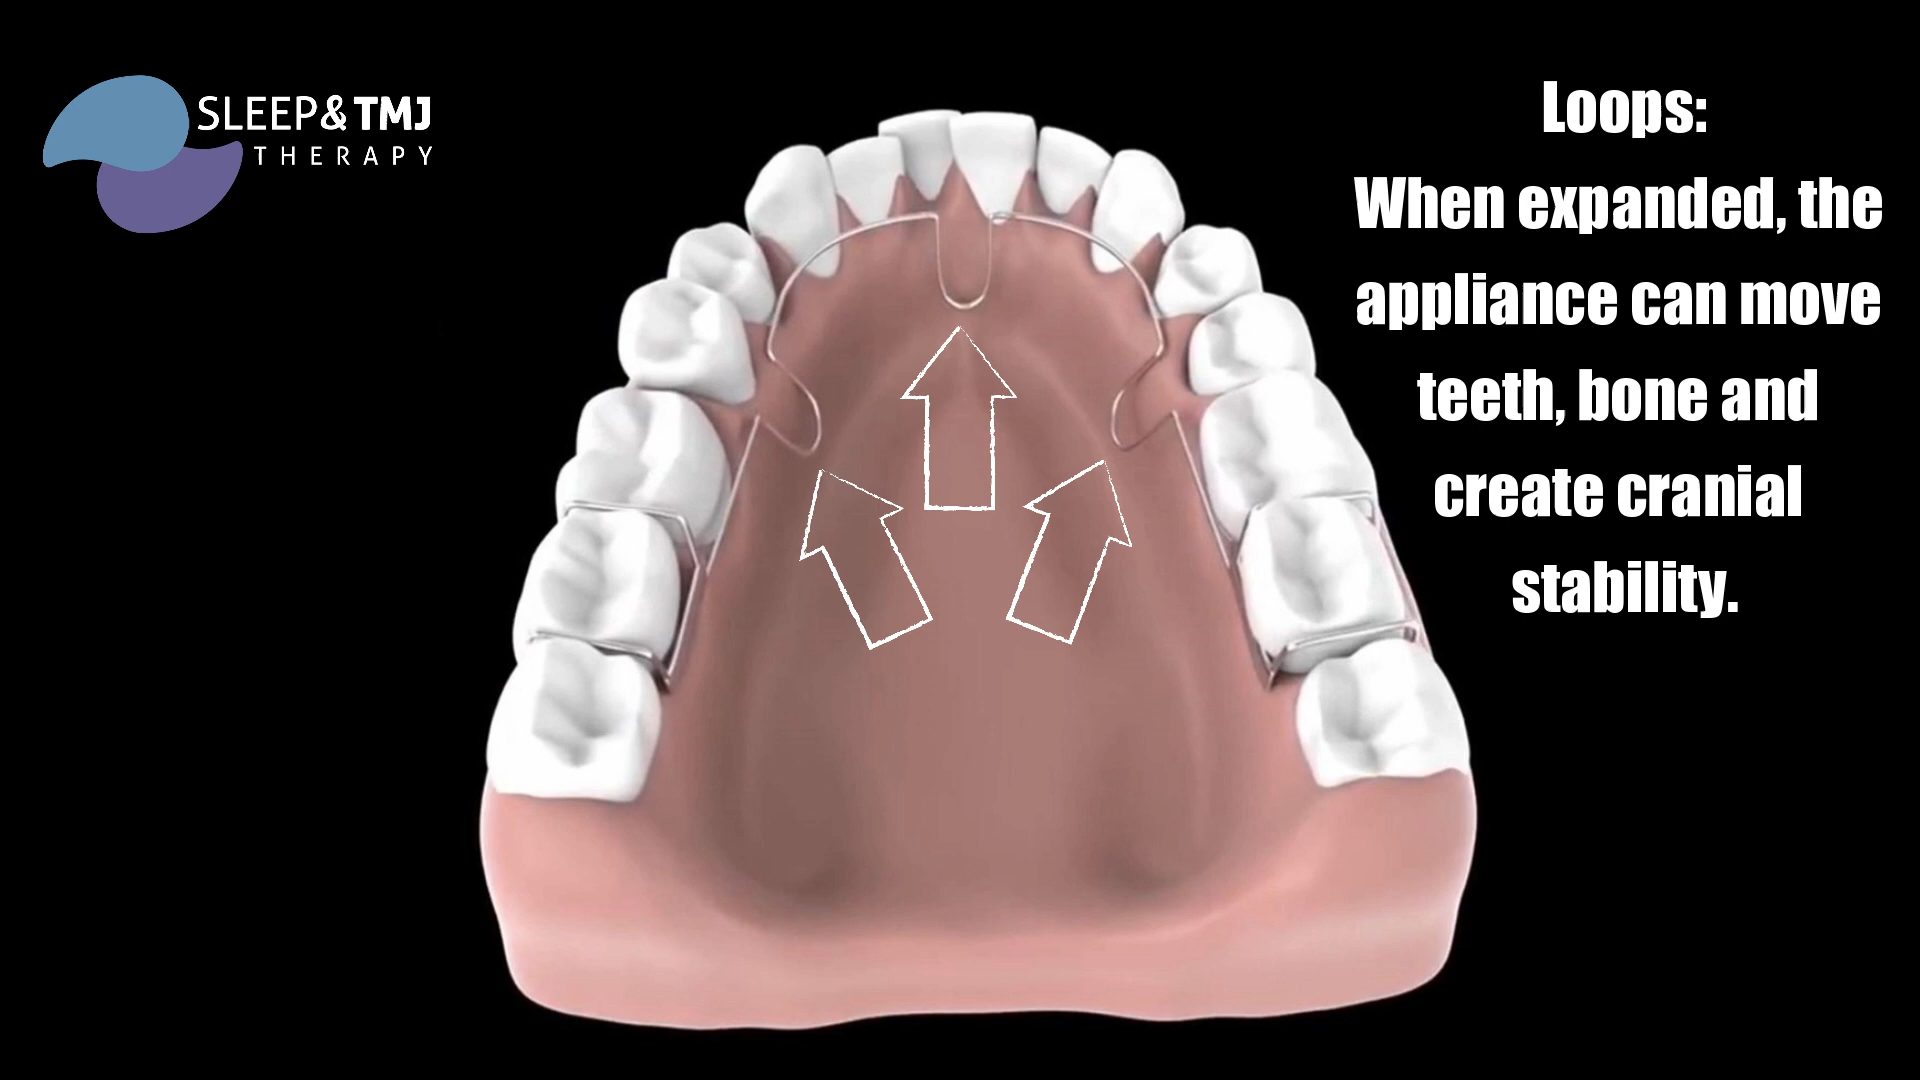 SLEEP&TMJ
THERAPY
Loops:
When expanded, the
appliance can move
teeth, bone and
create cranial
stability.